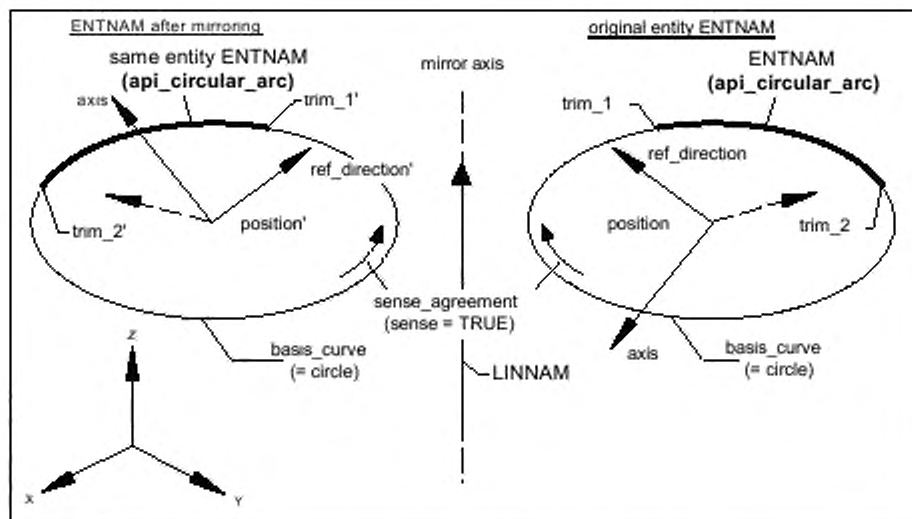 ENTNAM after mirroring
same entity ENTNAM
(api_circular_arc)
axis
trim_1'
ref_direction'
position'
trim_2'
basis_curve
(= circle)
mirror axis
sense_agreement
(sense = TRUE)
LINNAM
original entity ENTNAM
ENTNAM
(api_circular_arc)
trim_1
ref_direction
position
trim_2
axis
basis_curve
(= circle)
Z
X
Y